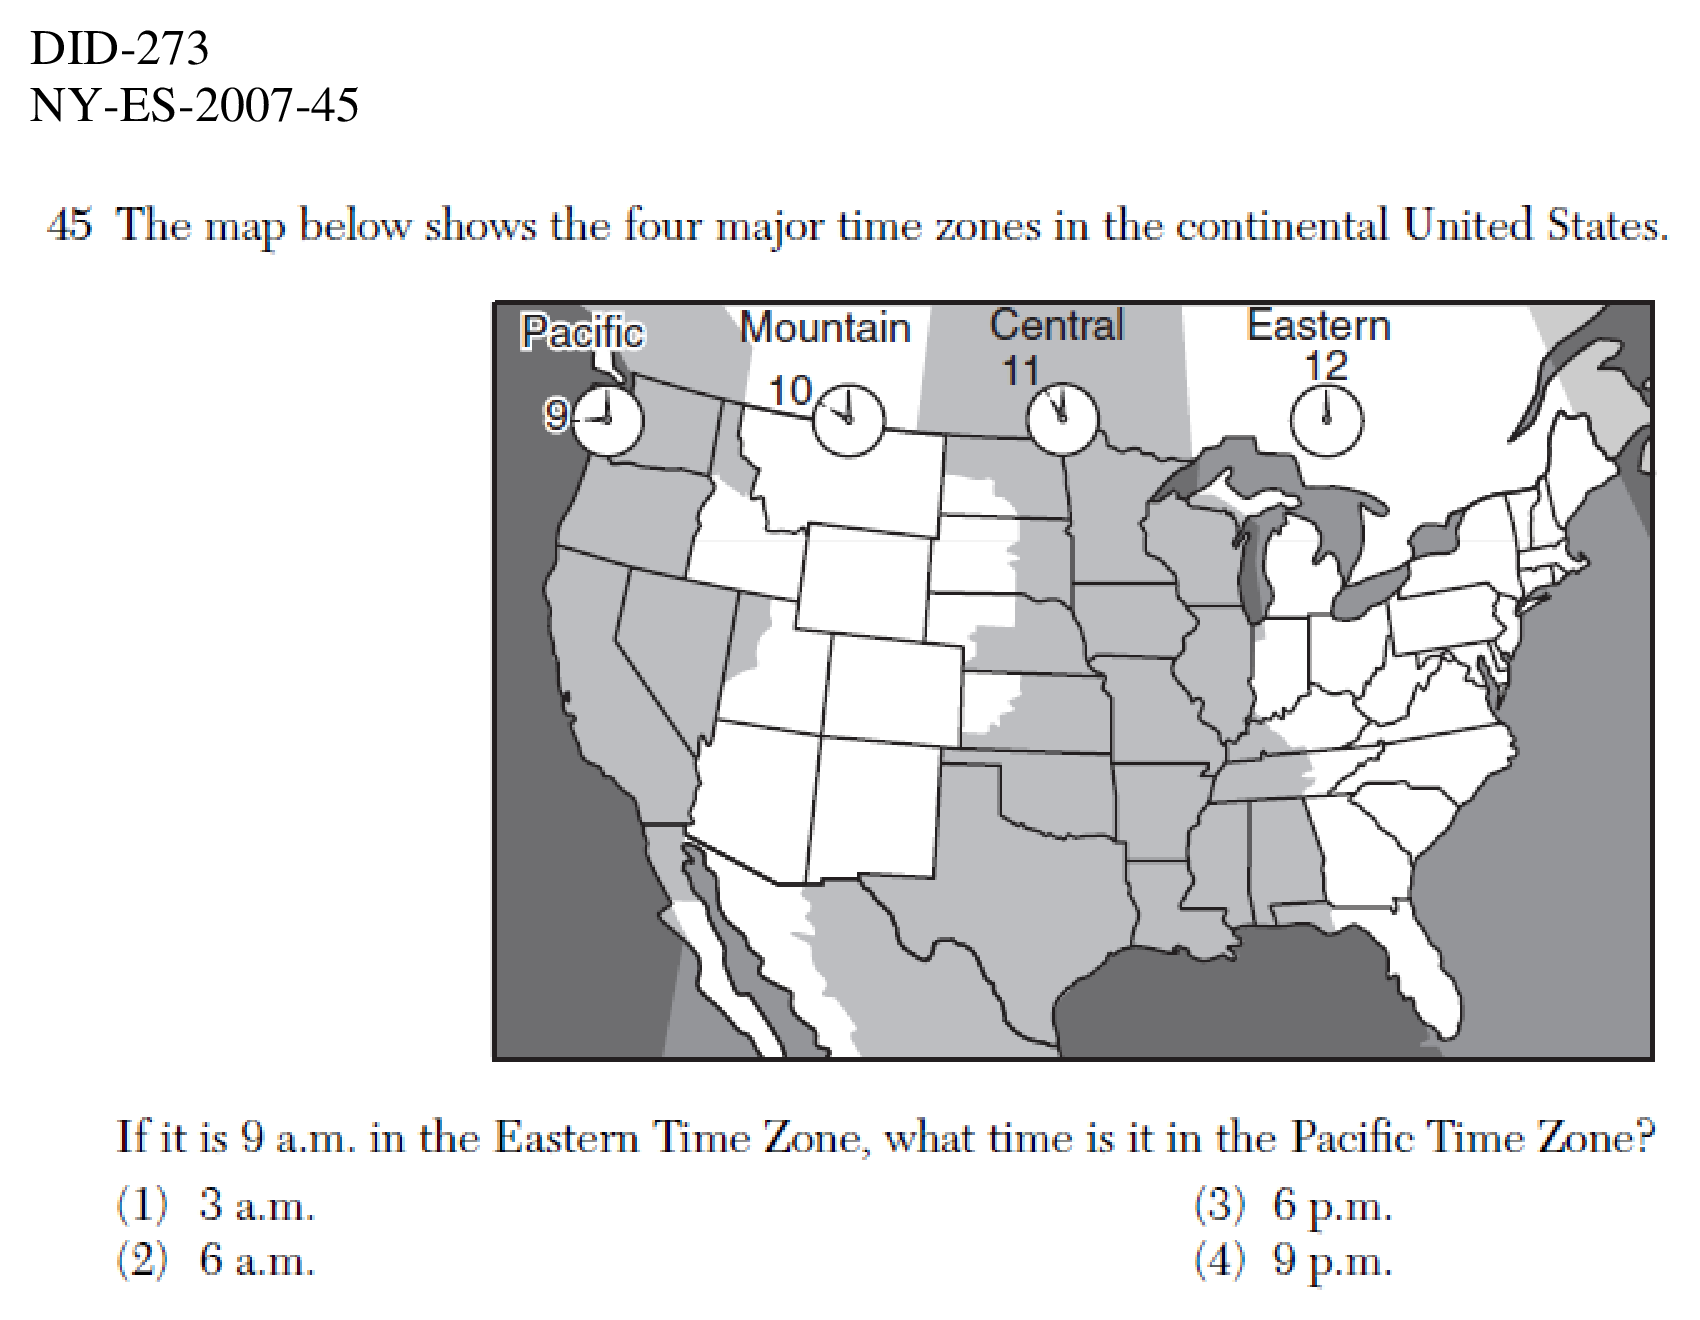 DID-273
NY-ES-2007-45
45 The map below shows the four major time zones in the continental United States.
Pacific Mountain Central Eastern
9 10 11 12
If it is 9 a.m. in the Eastern Time Zone, what time is it in the Pacific Time Zone?
(1) 3 a.m. (3) 6 p.m.
(2) 6 a.m. (4) 9 p.m.